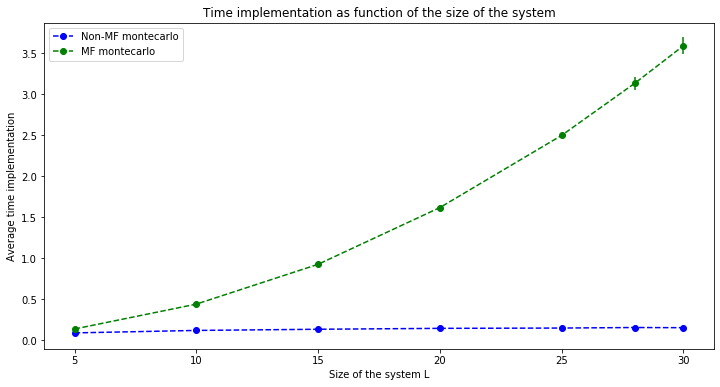 Time implementation as function of the size of the system
Non-MF montecarlo
MF montecarlo
Average time implementation
3.5
3.0
2.5
2.0
1.5
1.0
0.5
0.0
5
10
15
20
25
30
Size of the system L